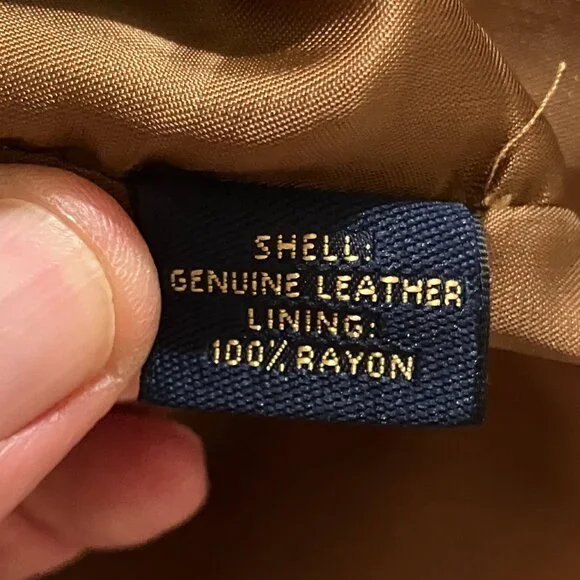 SHELL:
GENUINE LEATHER
LINING:
100% RAYON